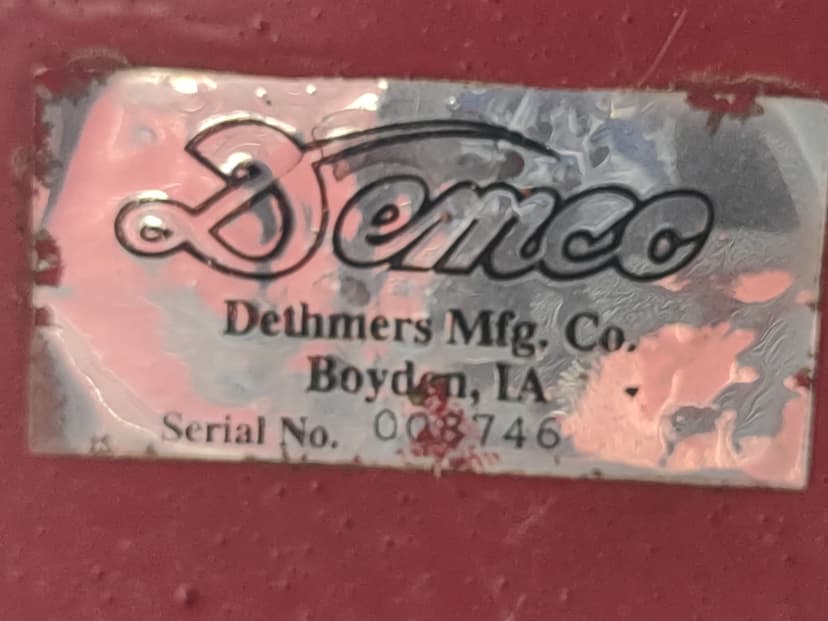 Demco
Dethmers Mfg. Co.
Boyden, IA
Serial No. 008746